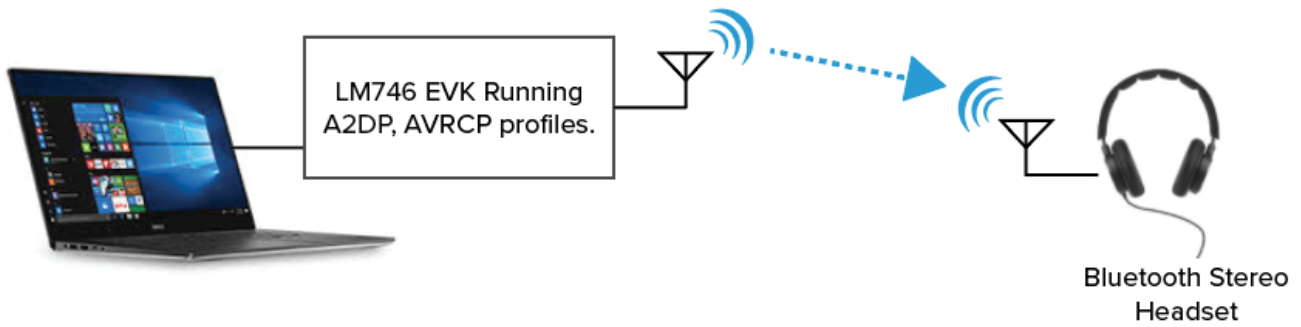 LM746 EVK Running
A2DP, AVRCP profiles.
Bluetooth Stereo
Headset